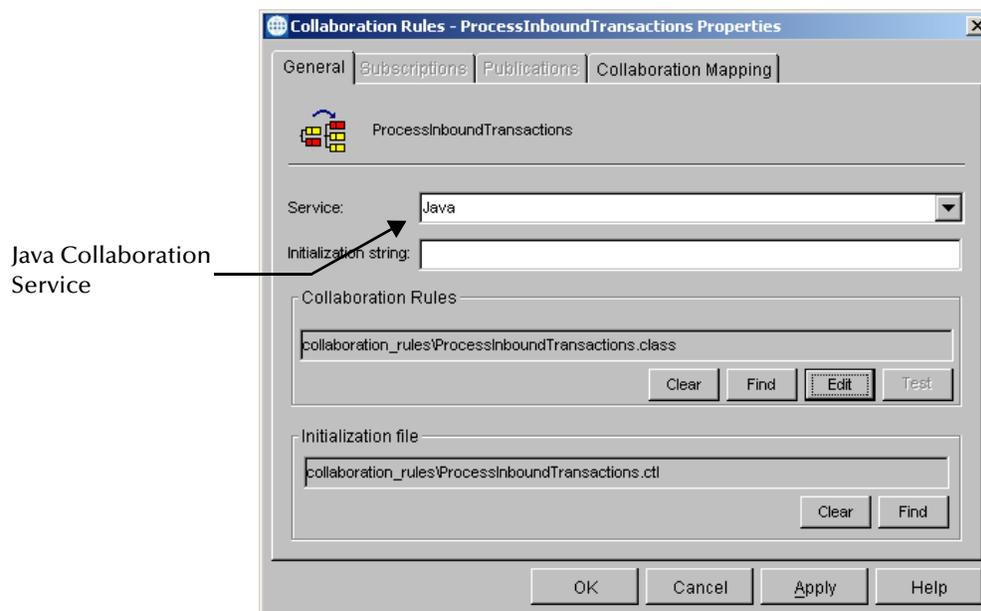 Collaboration Rules - ProcessInboundTransactions Properties
General Subscriptions Publications Collaboration Mapping
ProcessInboundTransactions
Service: Java
Java Collaboration
Service
Initialization string:
Collaboration Rules
collaboration_rules\ProcessInboundTransactions.class
Clear Find Edit Test
Initialization file
collaboration_rules\ProcessInboundTransactions.ctl
Clear Find
OK Cancel Apply Help